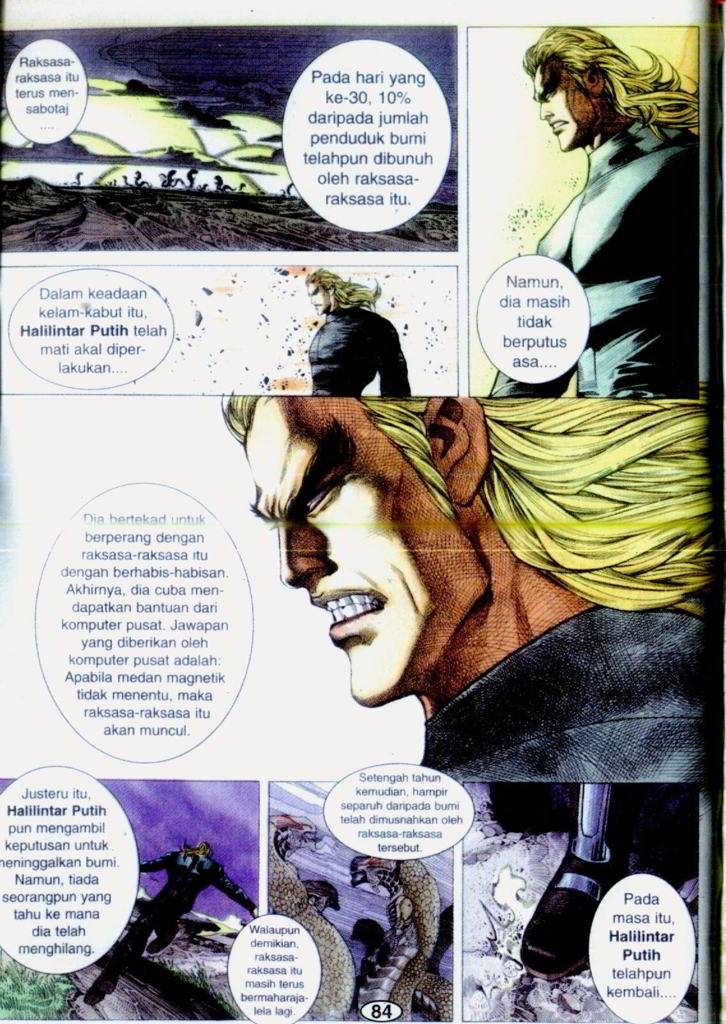 Raksasa-
raksasa itu
terus men-
sabotaj
....
Pada hari yang
ke-30, 10%
daripada jumlah
penduduk bumi
telahpun dibunuh
oleh raksasa-
raksasa itu.
Namun,
dia masih
tidak
berputus
asa....
Dalam keadaan
kelam-kabut itu,
Halilintar Putih telah
mati akal diper-
lakukan....
Dia bertekad untuk
berperang dengan
raksasa-raksasa itu
dengan berhabis-habisan.
Akhirnya, dia cuba men-
dapatkan bantuan dari
komputer pusat. Jawapan
yang diberikan oleh
komputer pusat adalah:
Apabila medan magnetik
tidak menentu, maka
raksasa-raksasa itu
akan muncul.
Justeru itu,
Halilintar Putih
pun mengambil
keputusan untuk
meninggalkan bumi.
Namun, tiada
seorangpun yang
tahu ke mana
dia telah
menghilang.
Setengah tahun
kemudian, hampir
separuh daripada bumi
telah dimusnahkan oleh
raksasa-raksasa
tersebut.
Walaupun
demikian,
raksasa-
raksasa itu
masih terus
bermaharaja-
lela lagi.
Pada
masa itu,
Halilintar
Putih
telahpun
kembali....
84